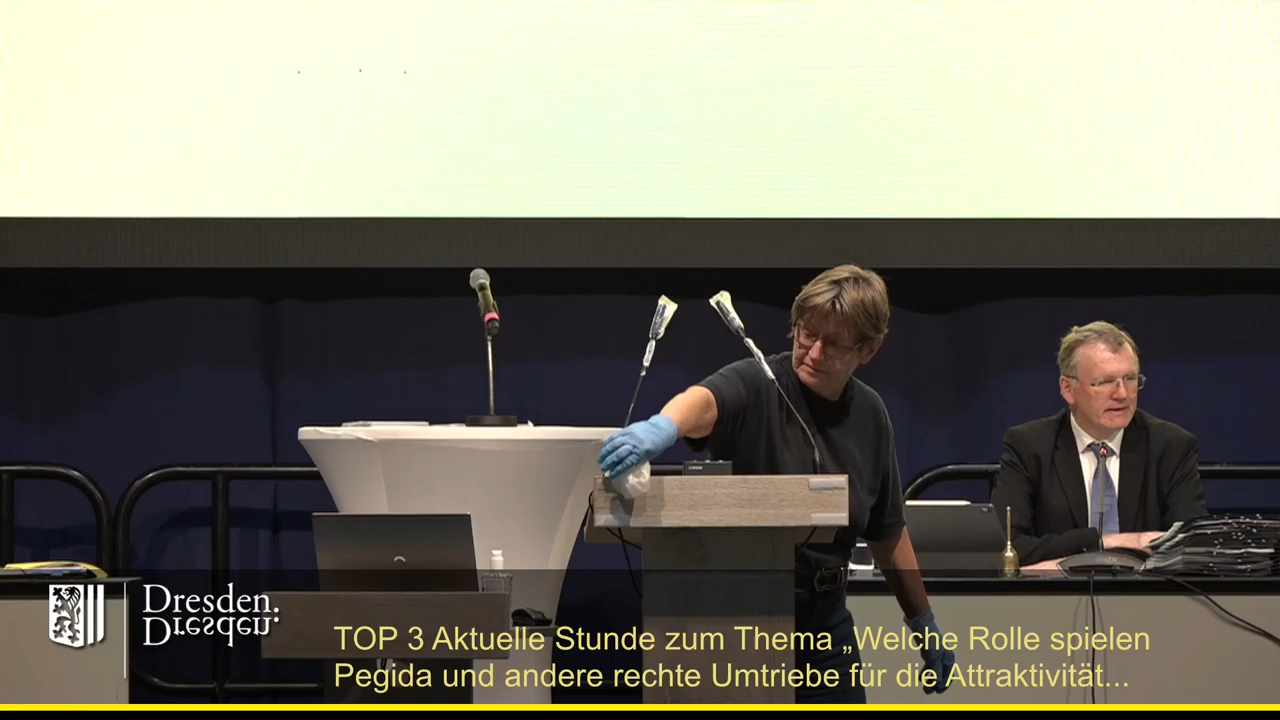 Dresden.
Dresden.
TOP 3 Aktuelle Stunde zum Thema „Welche Rolle spielen
Pegida und andere rechte Umtriebe für die Attraktivität...